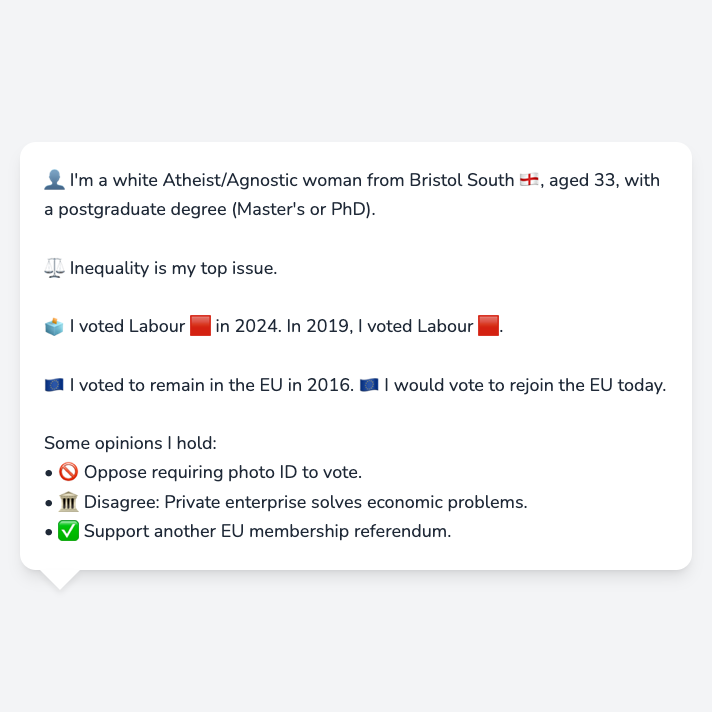 👤 I'm a white Atheist/Agnostic woman from Bristol South 🏴󠁧󠁢󠁥󠁮󠁧󠁿, aged 33, with
a postgraduate degree (Master's or PhD).
⚖️ Inequality is my top issue.
🗳️ I voted Labour 🟥 in 2024. In 2019, I voted Labour 🟥.
🇪🇺 I voted to remain in the EU in 2016. 🇪🇺 I would vote to rejoin the EU today.
Some opinions I hold:
• 🚫 Oppose requiring photo ID to vote.
• 🏛️ Disagree: Private enterprise solves economic problems.
• ✅ Support another EU membership referendum.